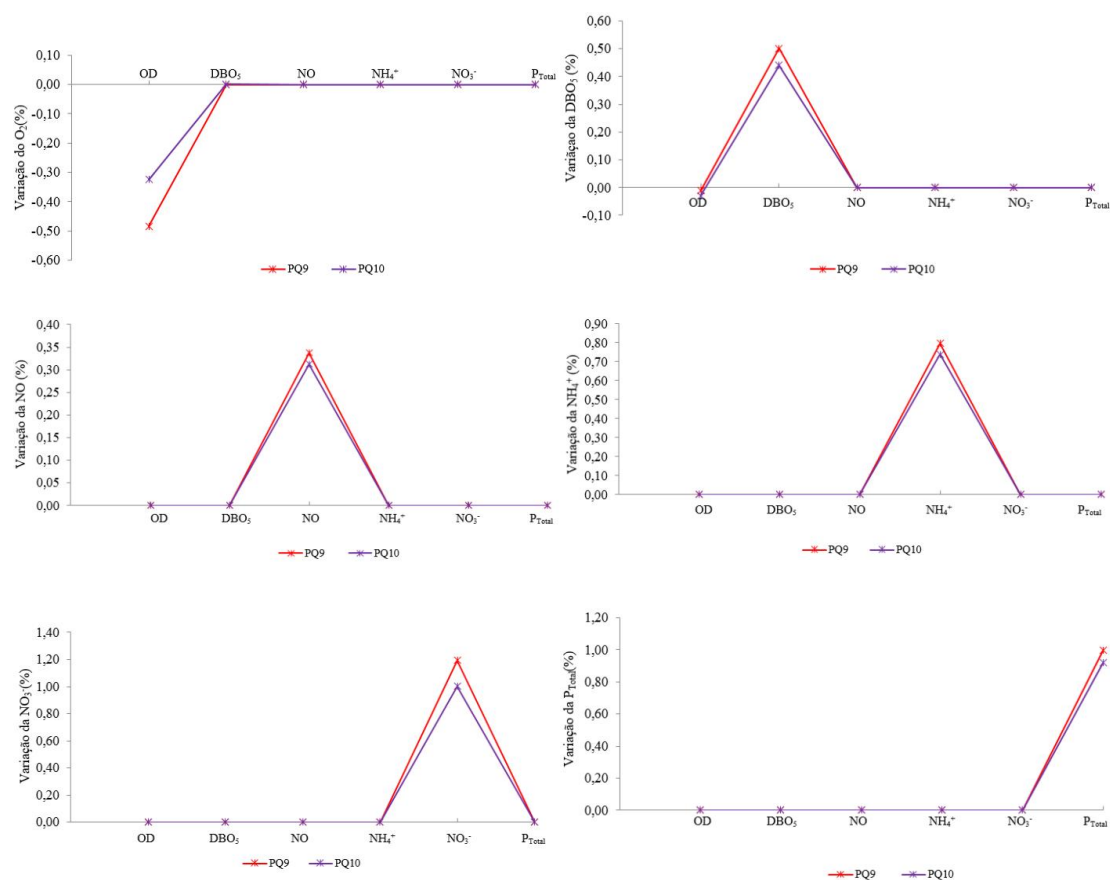 Variação do O₂(%)
0,10
0,00
-0,10
-0,20
-0,30
-0,40
-0,50
-0,60
OD DBO₅ NO NH₄⁺ NO₃⁻ P_Total
PQ9 PQ10
Variaçao da DBO₅ (%)
0,60
0,50
0,40
0,30
0,20
0,10
0,00
-0,10
OD DBO₅ NO NH₄⁺ NO₃⁻ P_Total
PQ9 PQ10
Variação da NO (%)
0,40
0,35
0,30
0,25
0,20
0,15
0,10
0,05
0,00
OD DBO₅ NO NH₄⁺ NO₃⁻ P_Total
PQ9 PQ10
Variação da NH₄⁺ (%)
0,90
0,80
0,70
0,60
0,50
0,40
0,30
0,20
0,10
0,00
OD DBO₅ NO NH₄⁺ NO₃⁻ P_Total
PQ9 PQ10
Variação da NO₃⁻(%)
1,40
1,20
1,00
0,80
0,60
0,40
0,20
0,00
OD DBO₅ NO NH₄⁺ NO₃⁻ P_Total
PQ9 PQ10
Variação da P_Total(%)
1,20
1,00
0,80
0,60
0,40
0,20
0,00
OD DBO₅ NO NH₄⁺ NO₃⁻ P_Total
PQ9 PQ10